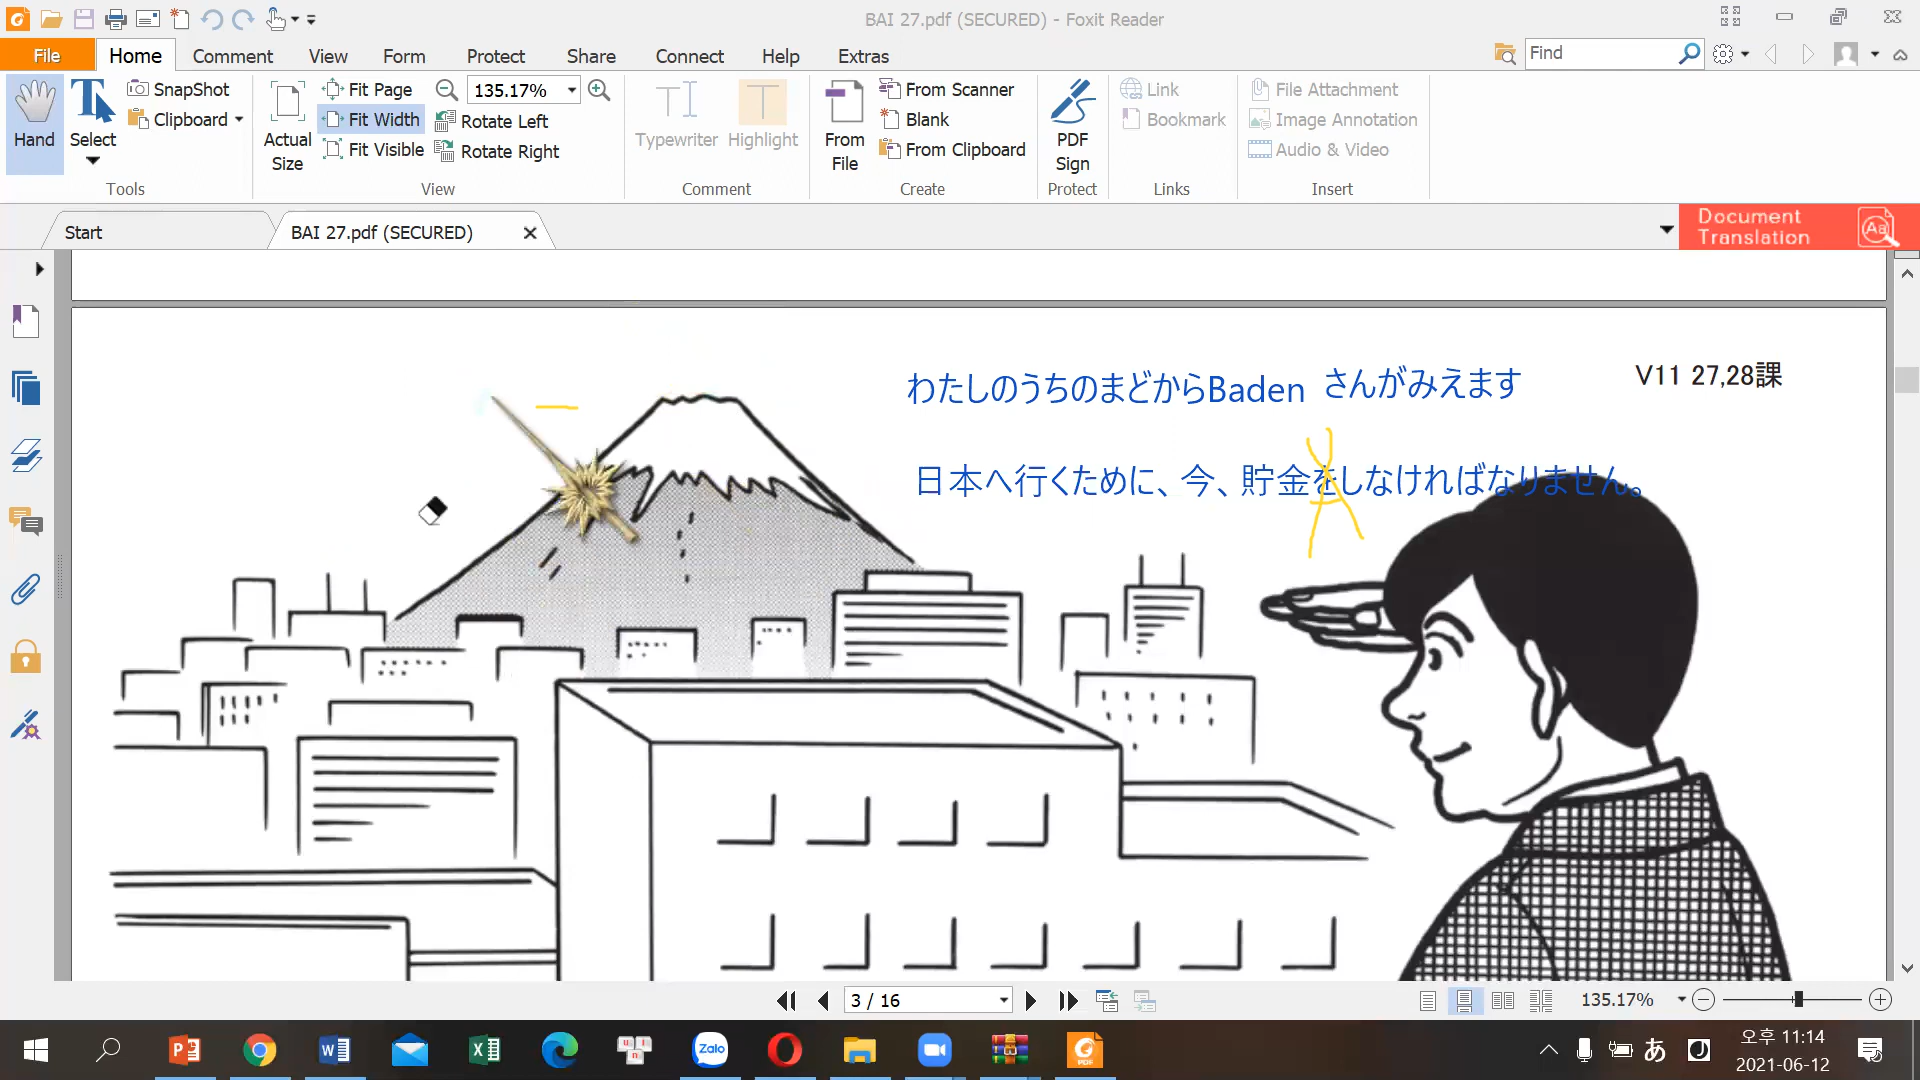 BAI 27.pdf (SECURED) - Foxit Reader
File Home Comment View Form Protect Share Connect Help Extras
Find
Hand
Select
SnapShot
Clipboard
Tools
Actual Size
Fit Page
Fit Width
Fit Visible
135.17%
Rotate Left
Rotate Right
View
Typewriter
Highlight
Comment
From File
From Scanner
Blank
From Clipboard
Create
PDF Sign
Protect
Link
Bookmark
Links
File Attachment
Image Annotation
Audio & Video
Insert
Start
BAI 27.pdf (SECURED)
Document Translation
わたしのうちのまどからBaden さんがみえます
V11 27,28課
日本へ行くために、今、貯金をしなければなりません。
3 / 16
135.17%
Zalo
あ
오후 11:14
2021-06-12